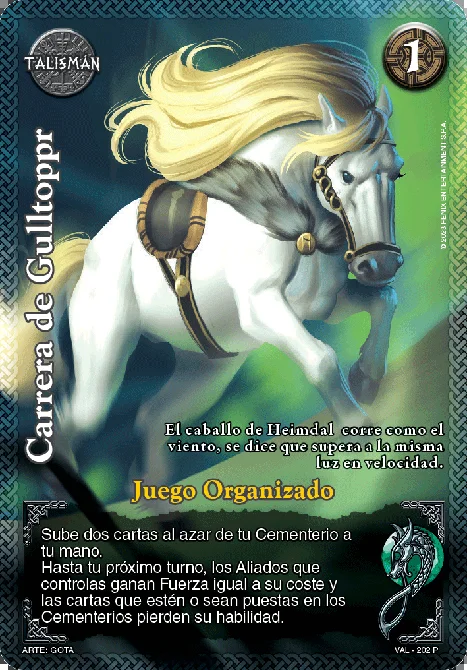 TALISMÁN
1
Carrera de Gulltoppr
© 2023 FENIX ENTERTAINMENT S.P.A.
El caballo de Heimdal corre como el
viento, se dice que supera a la misma
luz en velocidad.
Juego Organizado
Sube dos cartas al azar de tu Cementerio a
tu mano.
Hasta tu próximo turno, los Aliados que
controlas ganan Fuerza igual a su coste y
las cartas que estén o sean puestas en los
Cementerios pierden su habilidad.
ARTE: GOTA
VAL - 202 P